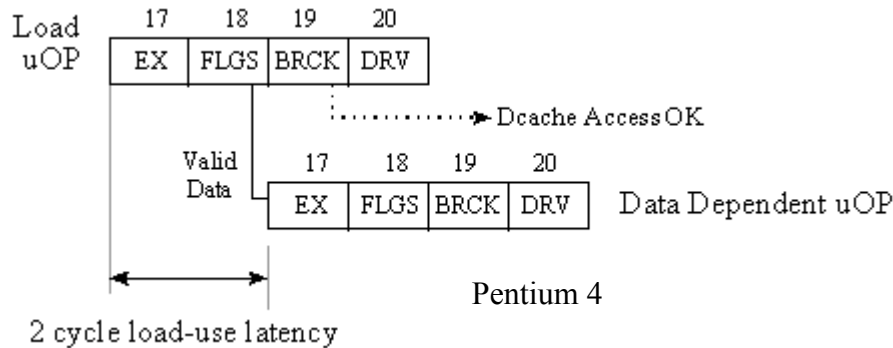 Load
uOP
17 18 19 20
EX FLGS BRCK DRV
Dcache Access OK
Valid
Data
17 18 19 20
EX FLGS BRCK DRV
Data Dependent uOP
Pentium 4
2 cycle load-use latency